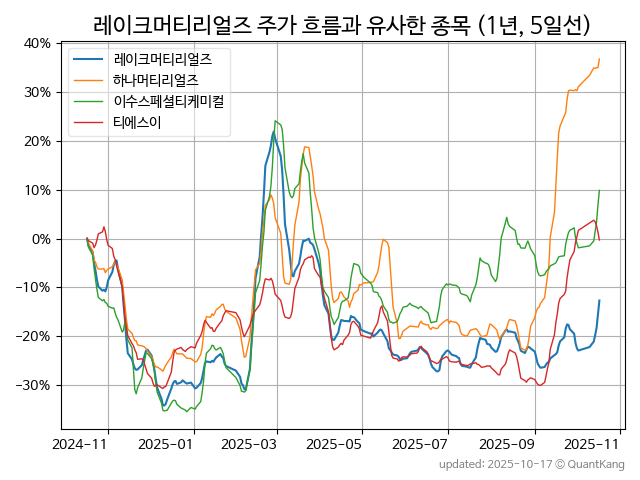 레이크머티리얼즈 주가 흐름과 유사한 종목 (1년, 5일선)
레이크머티리얼즈
하나머티리얼즈
이수스페셜티케미컬
티에스이
40%
30%
20%
10%
0%
−10%
−20%
−30%
2024-11 2025-01 2025-03 2025-05 2025-07 2025-09 2025-11
updated: 2025-10-17 © QuantKang